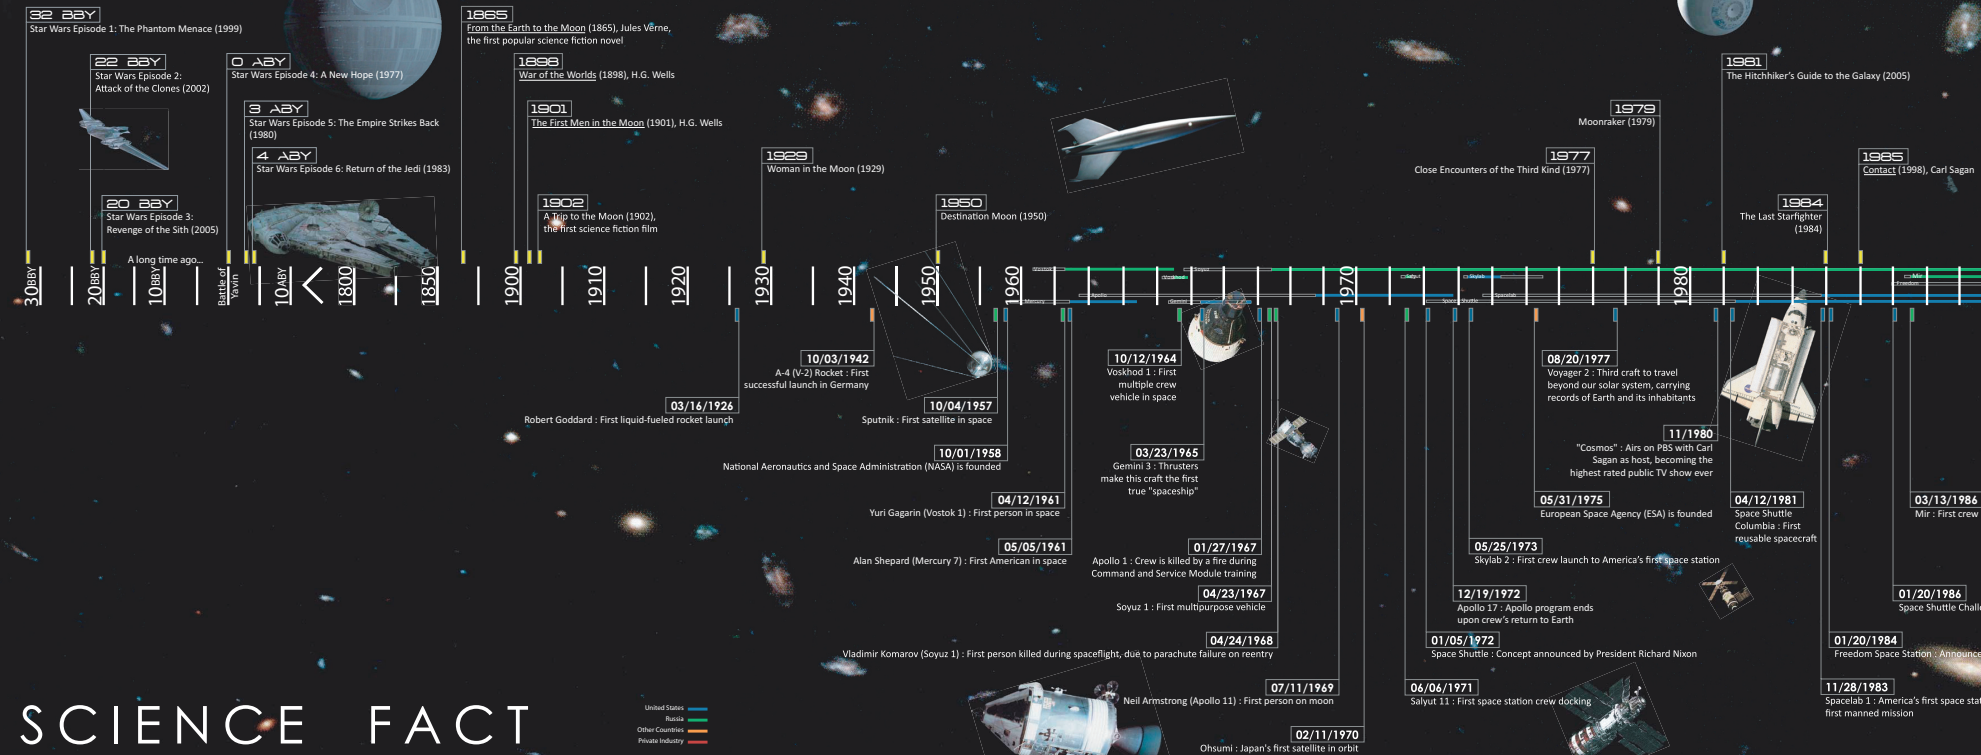 32 BBY
Star Wars Episode 1: The Phantom Menace (1999)
22 BBY
Star Wars Episode 2:
Attack of the Clones (2002)
20 BBY
Star Wars Episode 3:
Revenge of the Sith (2005)
A long time ago...
0 ABY
Star Wars Episode 4: A New Hope (1977)
3 ABY
Star Wars Episode 5: The Empire Strikes Back
(1980)
4 ABY
Star Wars Episode 6: Return of the Jedi (1983)
1865
From the Earth to the Moon (1865), Jules Verne,
the first popular science fiction novel
1898
War of the Worlds (1898), H.G. Wells
1901
The First Men in the Moon (1901), H.G. Wells
1902
A Trip to the Moon (1902),
the first science fiction film
1929
Woman in the Moon (1929)
1950
Destination Moon (1950)
1977
Close Encounters of the Third Kind (1977)
1979
Moonraker (1979)
1981
The Hitchhiker's Guide to the Galaxy (2005)
1984
The Last Starfighter
(1984)
1985
Contact (1998), Carl Sagan
30BBY
20BBY
10BBY
Battle of
Yavin
10ABY
1800
1850
1900
1910
1920
1930
1940
1950
1960
1970
1980
Vostok
Voskhod
Soyuz
Salyut
Skylab
Mir
Freedom
Mercury
Apollo
Gemini
Space Shuttle
Spacelab
03/16/1926
Robert Goddard : First liquid-fueled rocket launch
10/03/1942
A-4 (V-2) Rocket : First
successful launch in Germany
10/04/1957
Sputnik : First satellite in space
10/01/1958
National Aeronautics and Space Administration (NASA) is founded
04/12/1961
Yuri Gagarin (Vostok 1) : First person in space
05/05/1961
Alan Shepard (Mercury 7) : First American in space
10/12/1964
Voskhod 1 : First
multiple crew
vehicle in space
03/23/1965
Gemini 3 : Thrusters
make this craft the first
true "spaceship"
01/27/1967
Apollo 1 : Crew is killed by a fire during
Command and Service Module training
04/23/1967
Soyuz 1 : First multipurpose vehicle
04/24/1968
Vladimir Komarov (Soyuz 1) : First person killed during spaceflight, due to parachute failure on reentry
07/11/1969
Neil Armstrong (Apollo 11) : First person on moon
02/11/1970
Ohsumi : Japan's first satellite in orbit
06/06/1971
Salyut 11 : First space station crew docking
01/05/1972
Space Shuttle : Concept announced by President Richard Nixon
12/19/1972
Apollo 17 : Apollo program ends
upon crew's return to Earth
05/25/1973
Skylab 2 : First crew launch to America's first space station
05/31/1975
European Space Agency (ESA) is founded
08/20/1977
Voyager 2 : Third craft to travel
beyond our solar system, carrying
records of Earth and its inhabitants
11/1980
"Cosmos" : Airs on PBS with Carl
Sagan as host, becoming the
highest rated public TV show ever
04/12/1981
Space Shuttle
Columbia : First
reusable spacecraft
11/28/1983
Spacelab 1 : America's first space stat
first manned mission
01/20/1984
Freedom Space Station : Announce
01/20/1986
Space Shuttle Challe
03/13/1986
Mir : First crew
SCIENCE FACT
United States
Russia
Other Countries
Private Industry